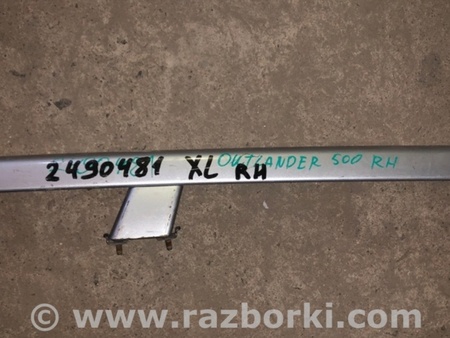 OUTLANDER 500 RH
2490481 XL RH
© www.razborki.com